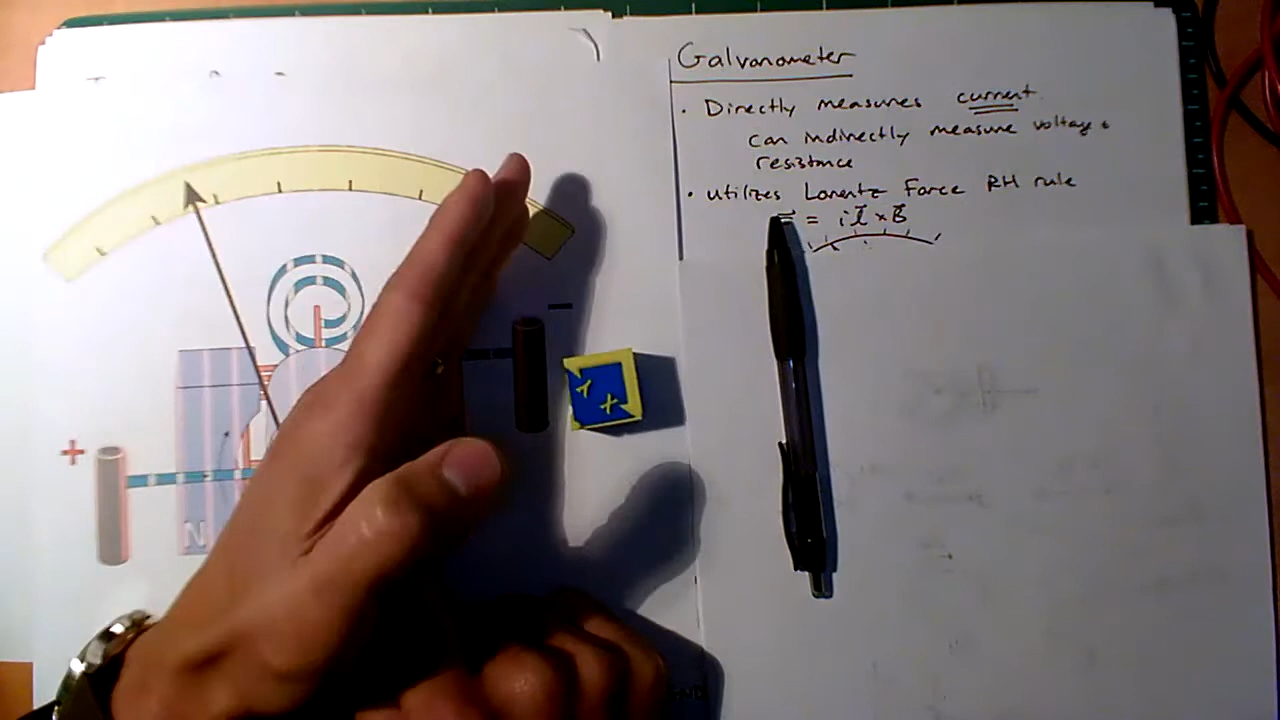 Galvanometer
· Directly measures current
can indirectly measure voltage &
resistance
· utilizes Lorentz Force RH rule
= il⃗ × B⃗
+
−
N